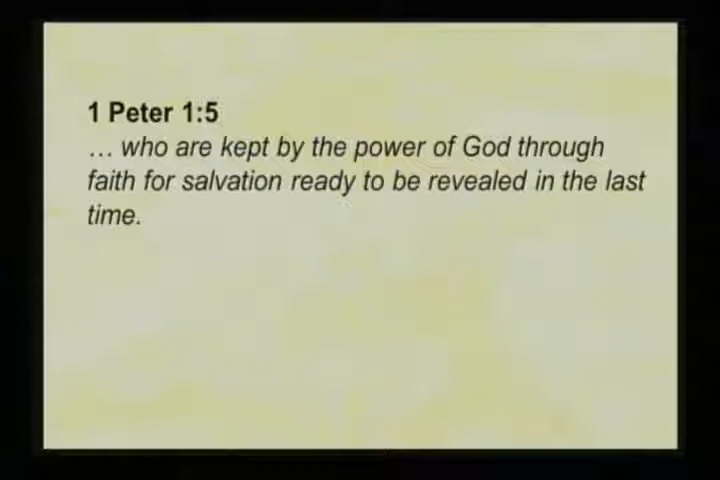 1 Peter 1:5
... who are kept by the power of God through
faith for salvation ready to be revealed in the last
time.